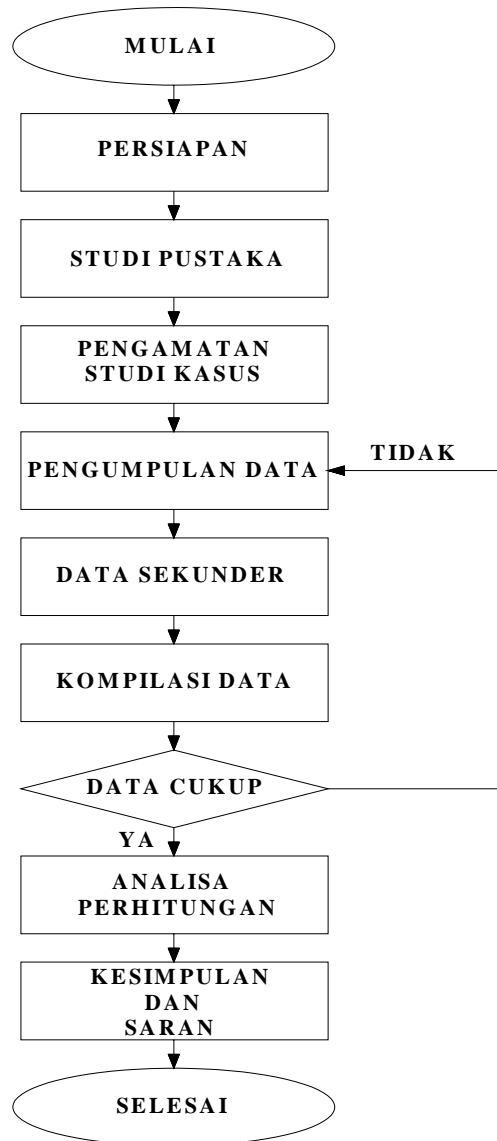 MULAI
PERSIAPAN
STUDI PUSTAKA
PENGAMATAN
STUDI KASUS
PENGUMPULAN DATA
TIDAK
DATA SEKUNDER
KOMPILASI DATA
DATA CUKUP
YA
ANALISA
PERHITUNGAN
KESIMPULAN
DAN
SARAN
SELESAI